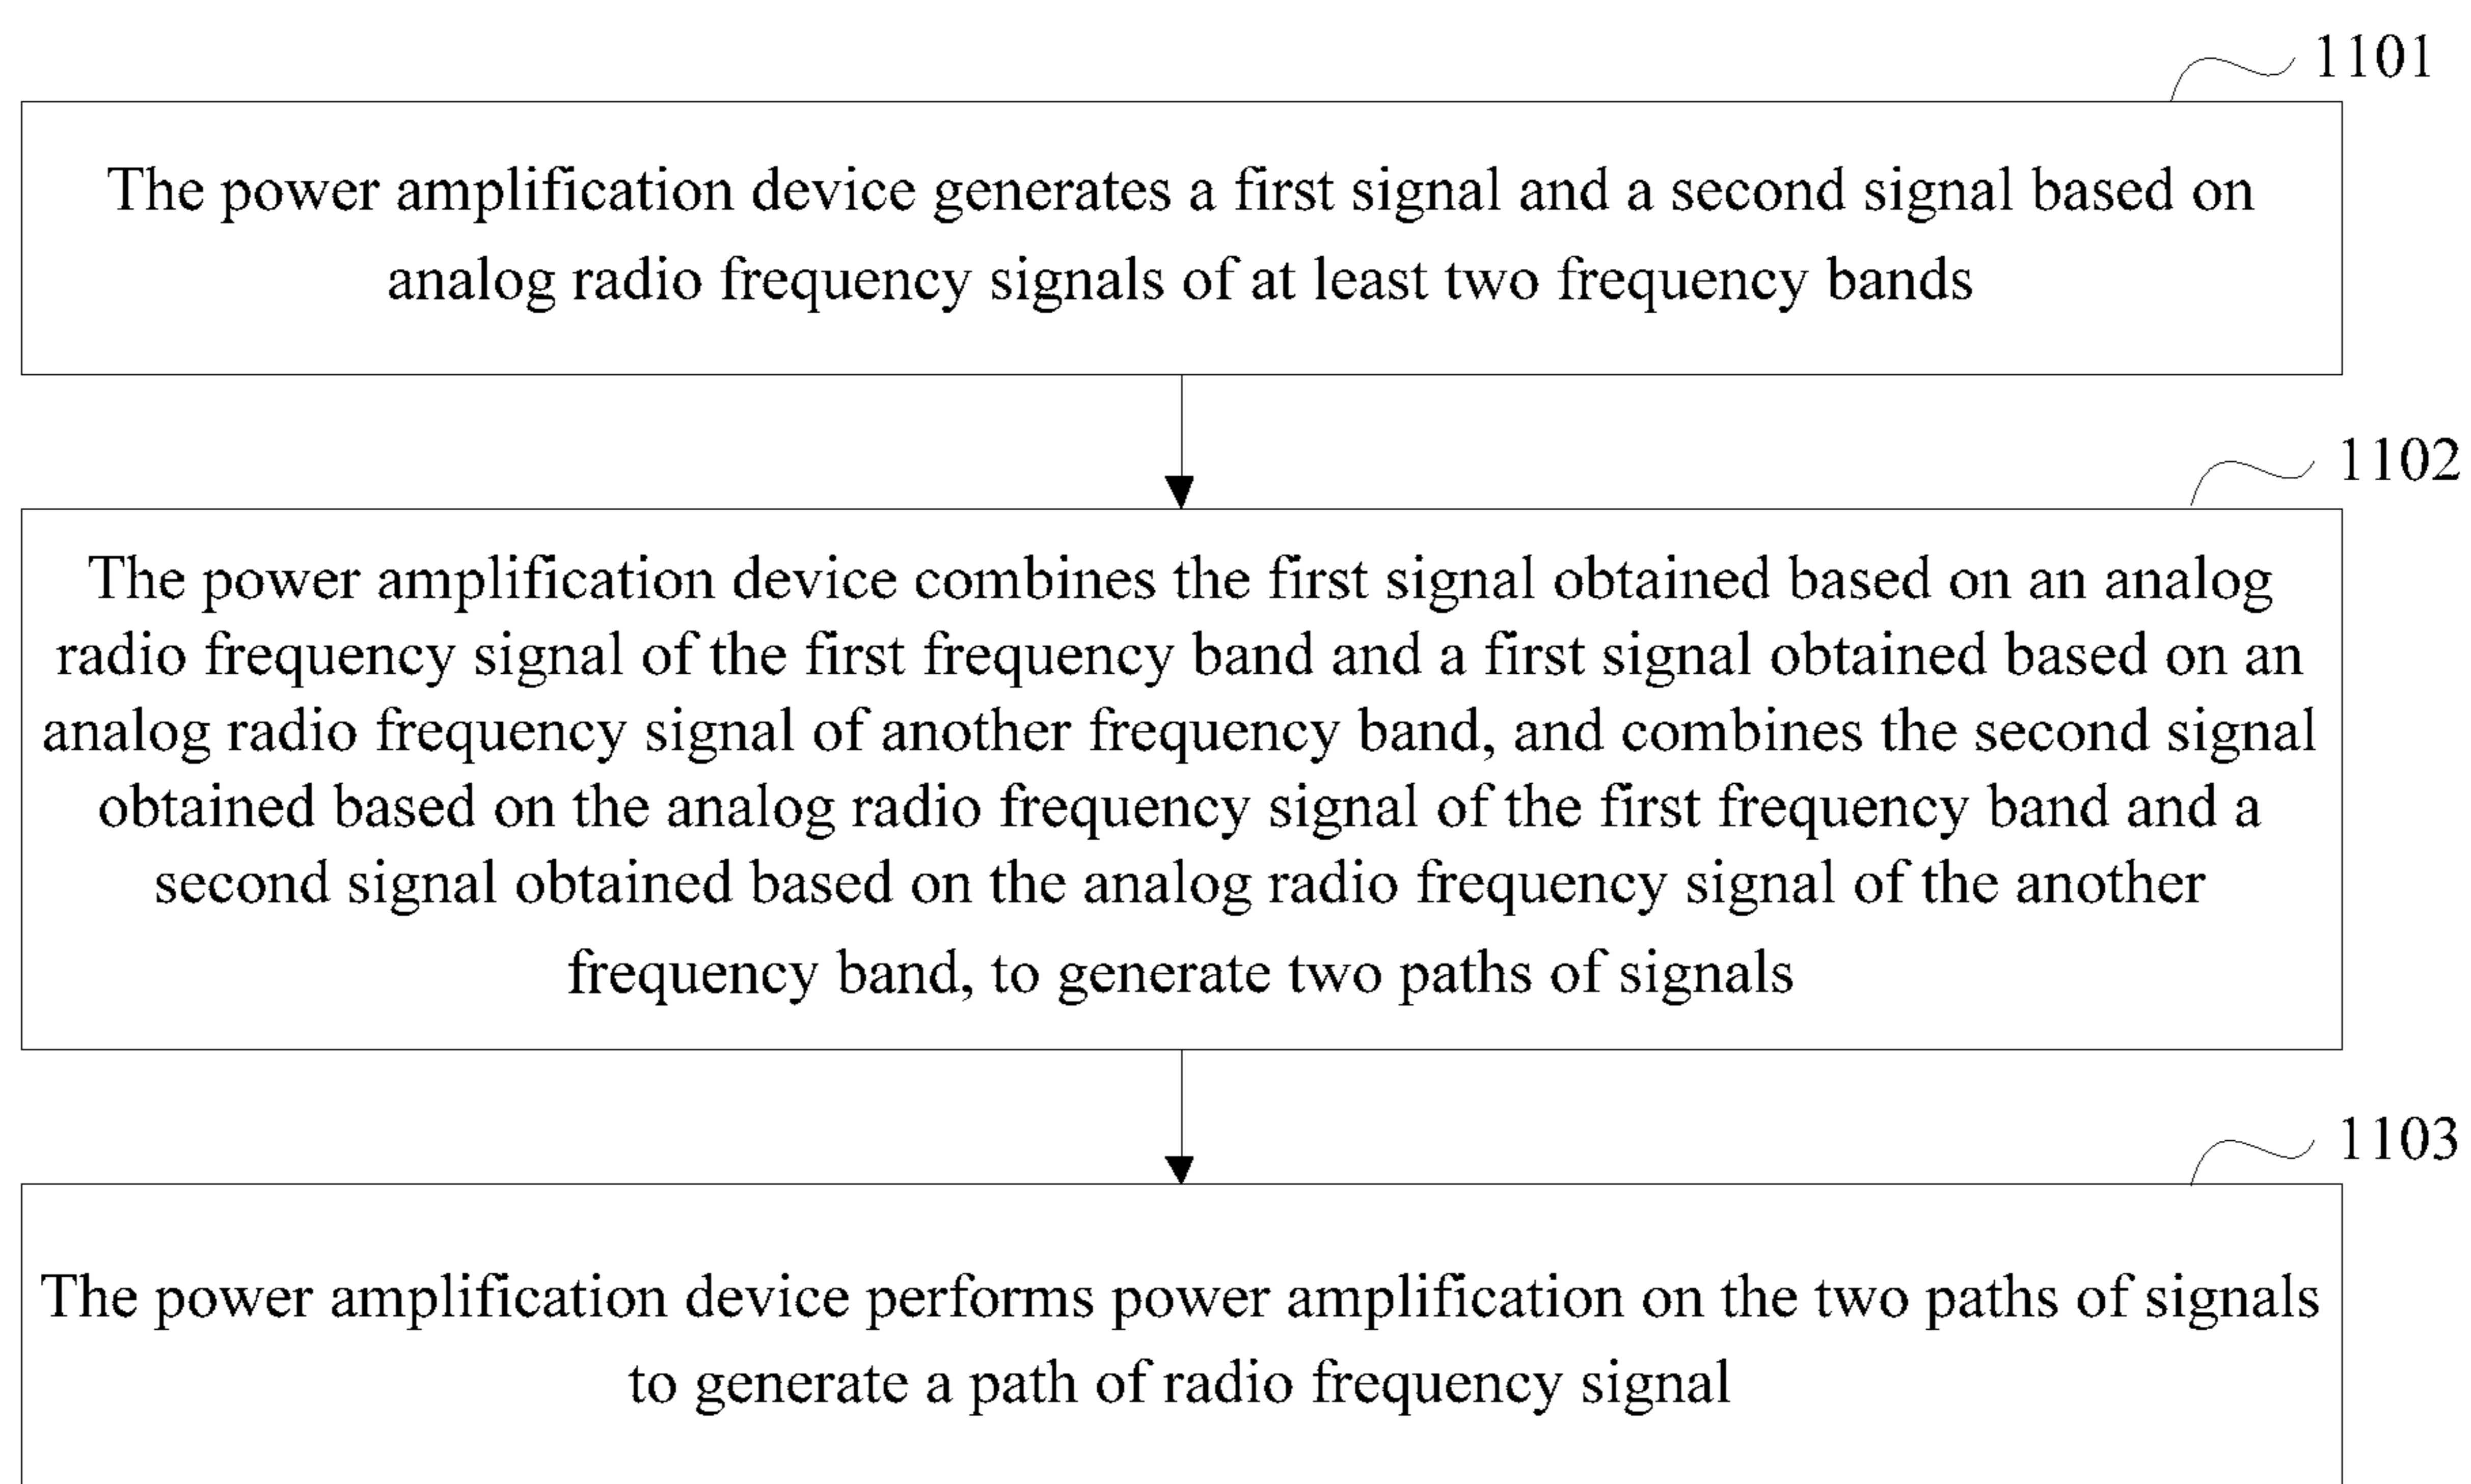 1101
The power amplification device generates a first signal and a second signal based on
analog radio frequency signals of at least two frequency bands
1102
The power amplification device combines the first signal obtained based on an analog
radio frequency signal of the first frequency band and a first signal obtained based on an
analog radio frequency signal of another frequency band, and combines the second signal
obtained based on the analog radio frequency signal of the first frequency band and a
second signal obtained based on the analog radio frequency signal of the another
frequency band, to generate two paths of signals
1103
The power amplification device performs power amplification on the two paths of signals
to generate a path of radio frequency signal